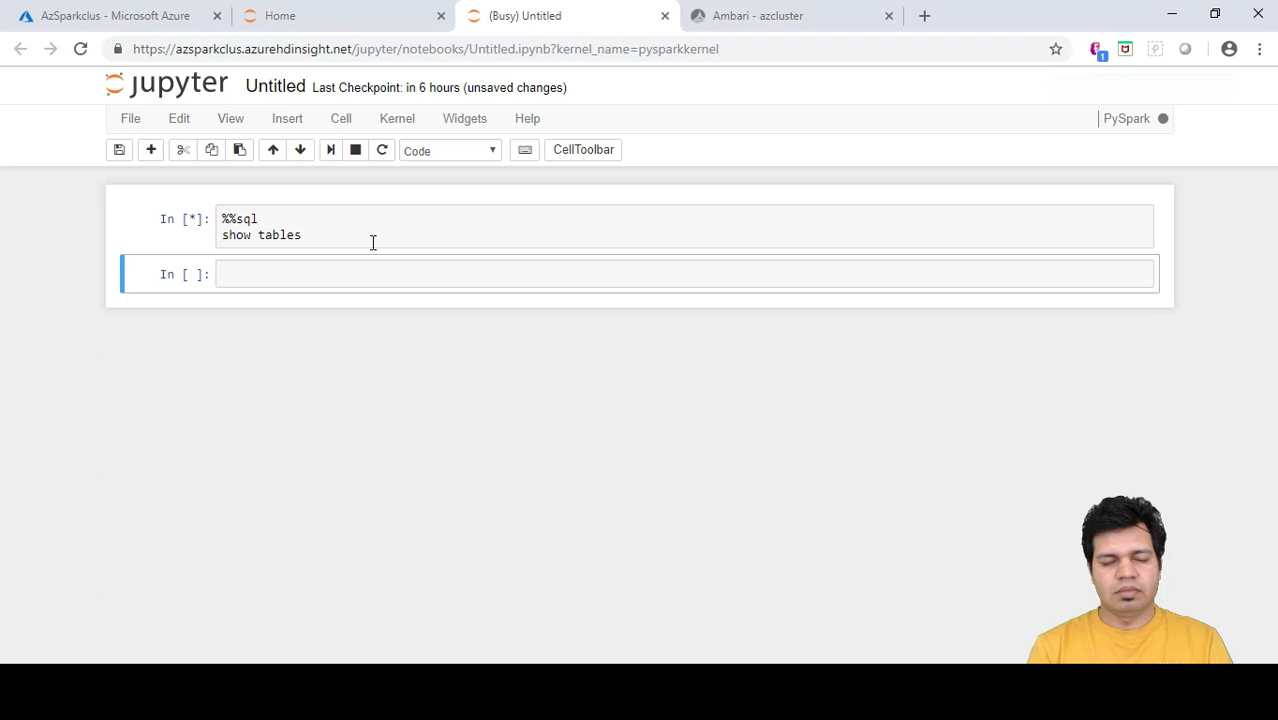 AzSparkclus - Microsoft Azure
Home
(Busy) Untitled
Ambari - azcluster
https://azsparkclus.azurehdinsight.net/jupyter/notebooks/Untitled.ipynb?kernel_name=pysparkkernel
1
jupyter Untitled Last Checkpoint: in 6 hours (unsaved changes)
File Edit View Insert Cell Kernel Widgets Help PySpark
Code CellToolbar
In [*]: %%sql
show tables
In [ ]: